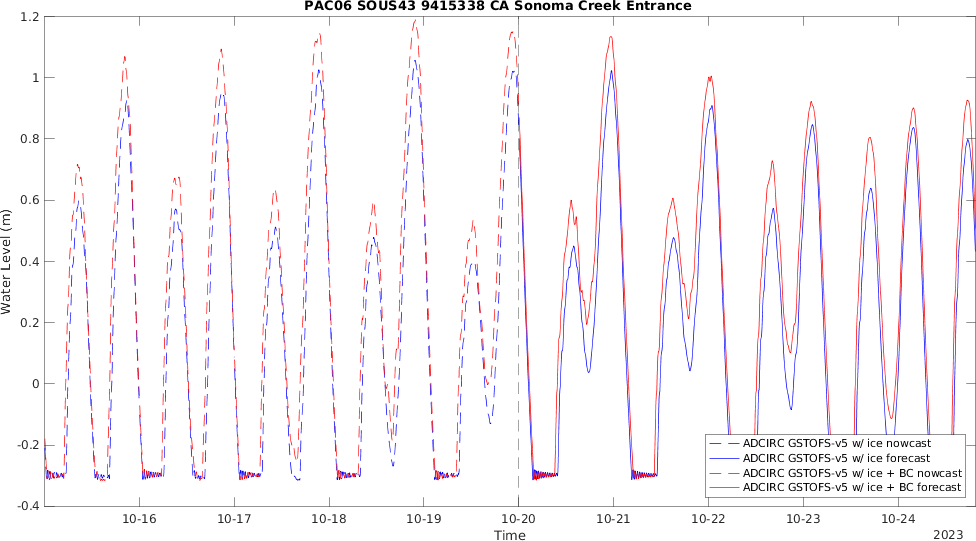 PAC06 SOUS43 9415338 CA Sonoma Creek Entrance
Water Level (m)
1.2
1
0.8
0.6
0.4
0.2
0
-0.2
-0.4
ADCIRC GSTOFS-v5 w/ ice nowcast
ADCIRC GSTOFS-v5 w/ ice forecast
ADCIRC GSTOFS-v5 w/ ice + BC nowcast
ADCIRC GSTOFS-v5 w/ ice + BC forecast
10-16 10-17 10-18 10-19 10-20 10-21 10-22 10-23 10-24
Time
2023